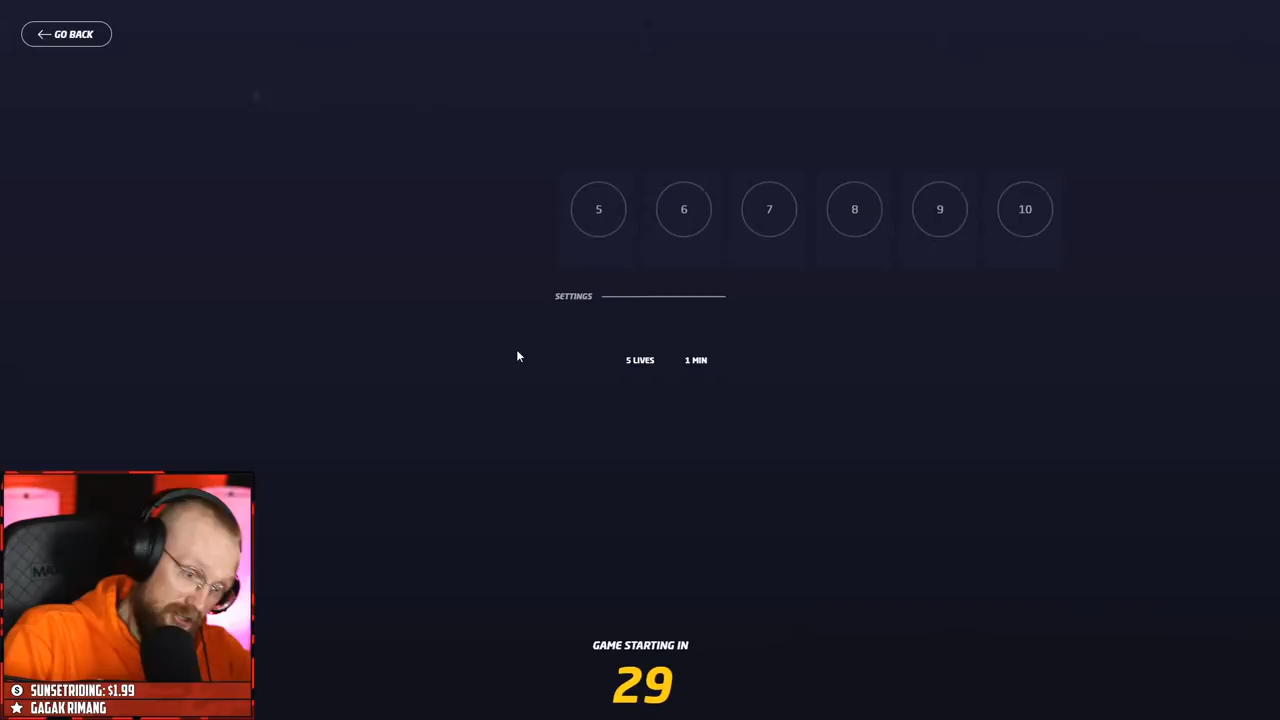 GO BACK
5
6
7
8
9
10
SETTINGS
5 LIVES
1 MIN
GAME STARTING IN
29
SUNSETRIDING: $1.99
GAGAK RIMANG